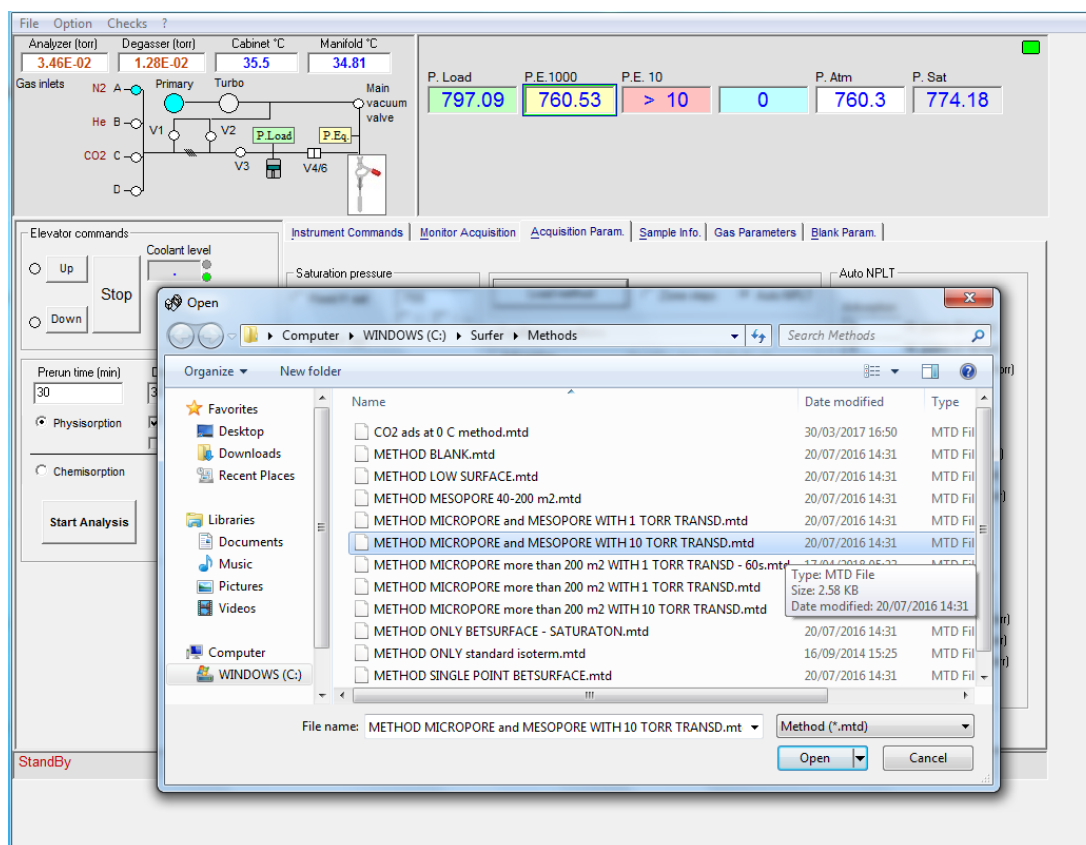 File Option Checks ?
Analyzer (torr) Degasser (torr) Cabinet °C Manifold °C
3.46E-02 1.28E-02 35.5 34.81
Gas inlets
N2 A
Primary Turbo
Main vacuum valve
He B
V1 V2 P.Load P.Eq.
CO2 C
V3 V4/6
D
P. Load P.E.1000 P.E. 10 P. Atm P. Sat
797.09 760.53 > 10 0 760.3 774.18
Elevator commands
Coolant level
Up
Stop
Down
Instrument Commands Monitor Acquisition Acquisition Param. Sample Info. Gas Parameters Blank Param.
Saturation pressure
Auto NPLT
Prerun time (min)
30
Physisorption
Chemisorption
Start Analysis
StandBy
Open
Computer WINDOWS (C:) Surfer Methods
Search Methods
Organize New folder
Favorites
Desktop
Downloads
Recent Places
Libraries
Documents
Music
Pictures
Videos
Computer
WINDOWS (C:)
Name Date modified Type
CO2 ads at 0 C method.mtd 30/03/2017 16:50 MTD Fil
METHOD BLANK.mtd 20/07/2016 14:31 MTD Fil
METHOD LOW SURFACE.mtd 20/07/2016 14:31 MTD Fil
METHOD MESOPORE 40-200 m2.mtd 20/07/2016 14:31 MTD Fil
METHOD MICROPORE and MESOPORE WITH 1 TORR TRANSD.mtd 20/07/2016 14:31 MTD Fil
METHOD MICROPORE and MESOPORE WITH 10 TORR TRANSD.mtd 20/07/2016 14:31 MTD Fil
METHOD MICROPORE more than 200 m2 WITH 1 TORR TRANSD - 60s.mtd
METHOD MICROPORE more than 200 m2 WITH 1 TORR TRANSD.mtd
METHOD MICROPORE more than 200 m2 WITH 10 TORR TRANSD.mtd
METHOD ONLY BETSURFACE - SATURATON.mtd 20/07/2016 14:31 MTD Fil
METHOD ONLY standard isoterm.mtd 16/09/2014 15:25 MTD Fil
METHOD SINGLE POINT BETSURFACE.mtd 20/07/2016 14:31 MTD Fil
Type: MTD File
Size: 2.58 KB
Date modified: 20/07/2016 14:31
File name: METHOD MICROPORE and MESOPORE WITH 10 TORR TRANSD.mt Method (*.mtd)
Open Cancel